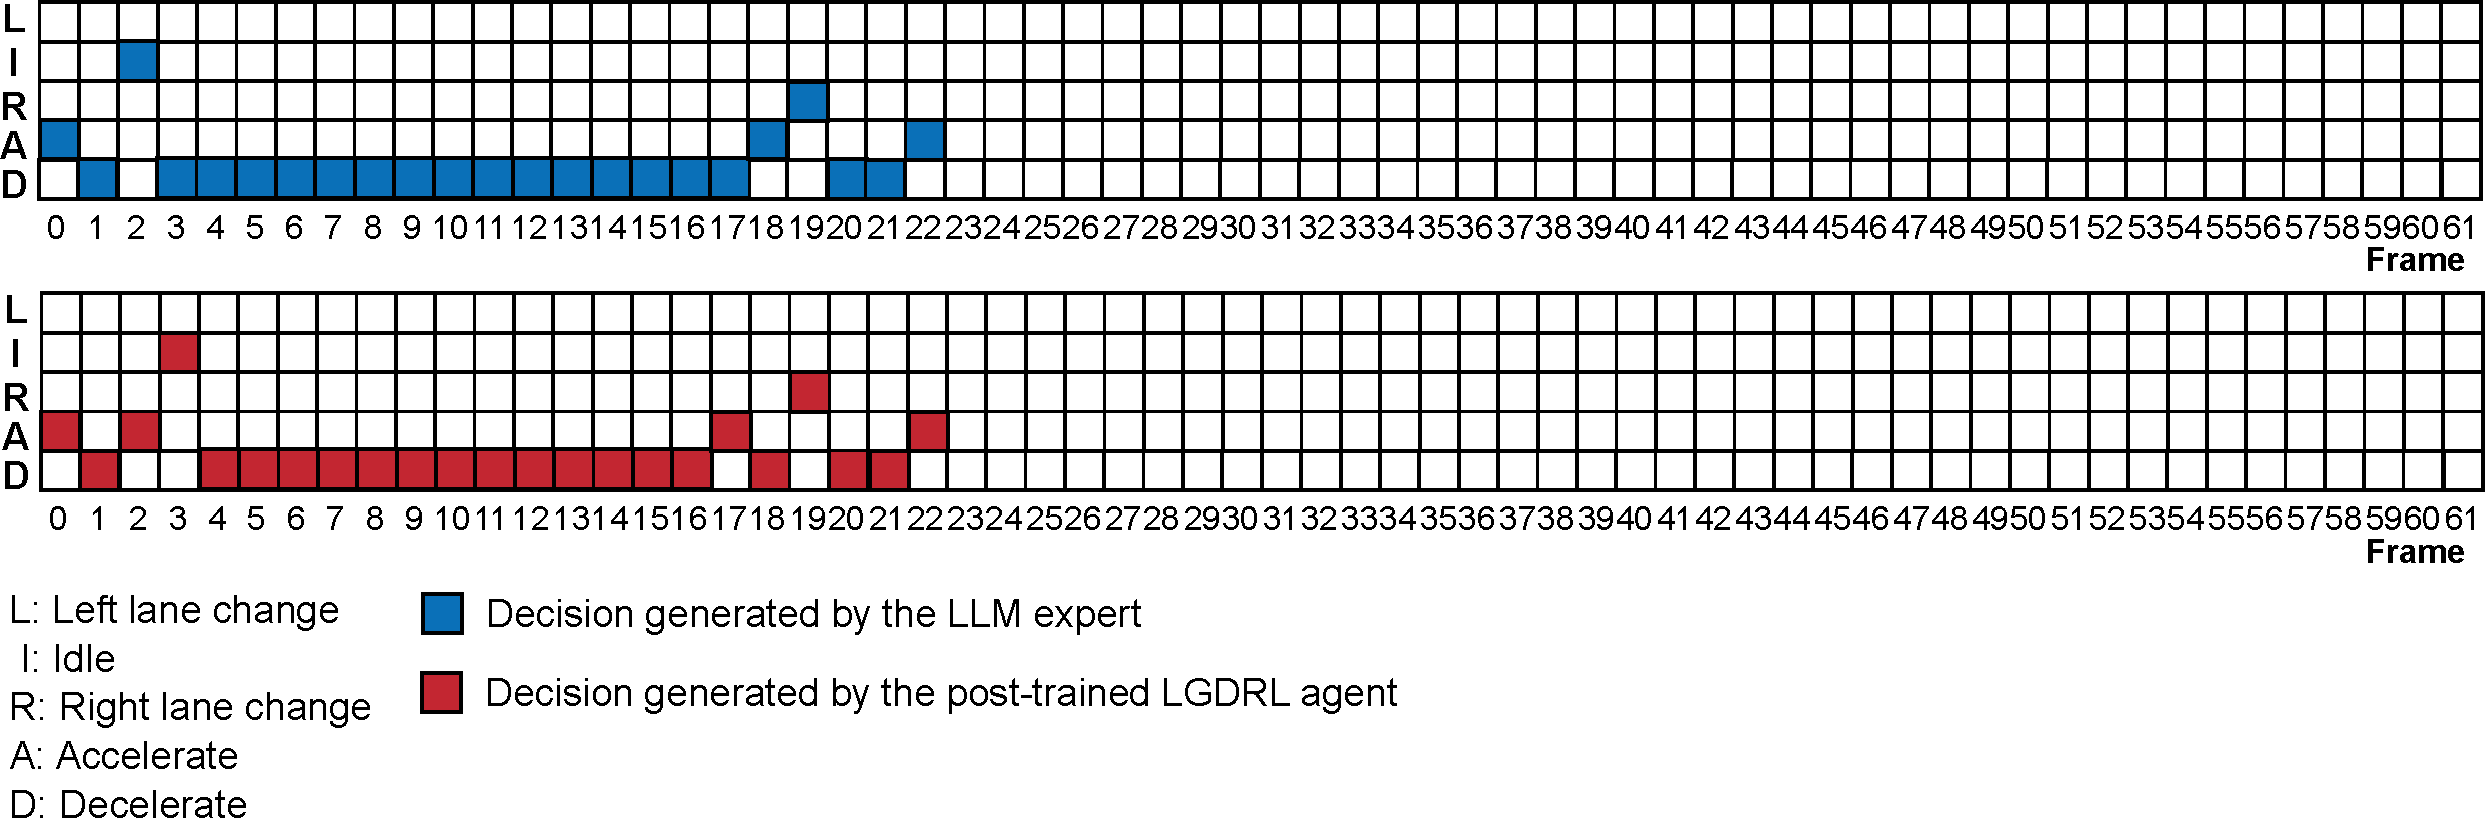 L
I
R
A
D
0 1 2 3 4 5 6 7 8 9 10 11 12 13 14 15 16 17 18 19 20 21 22 23 24 25 26 27 28 29 30 31 32 33 34 35 36 37 38 39 40 41 42 43 44 45 46 47 48 49 50 51 52 53 54 55 56 57 58 59 60 61
Frame
L
I
R
A
D
0 1 2 3 4 5 6 7 8 9 10 11 12 13 14 15 16 17 18 19 20 21 22 23 24 25 26 27 28 29 30 31 32 33 34 35 36 37 38 39 40 41 42 43 44 45 46 47 48 49 50 51 52 53 54 55 56 57 58 59 60 61
Frame
L: Left lane change
I: Idle
R: Right lane change
A: Accelerate
D: Decelerate
Decision generated by the LLM expert
Decision generated by the post-trained LGDRL agent